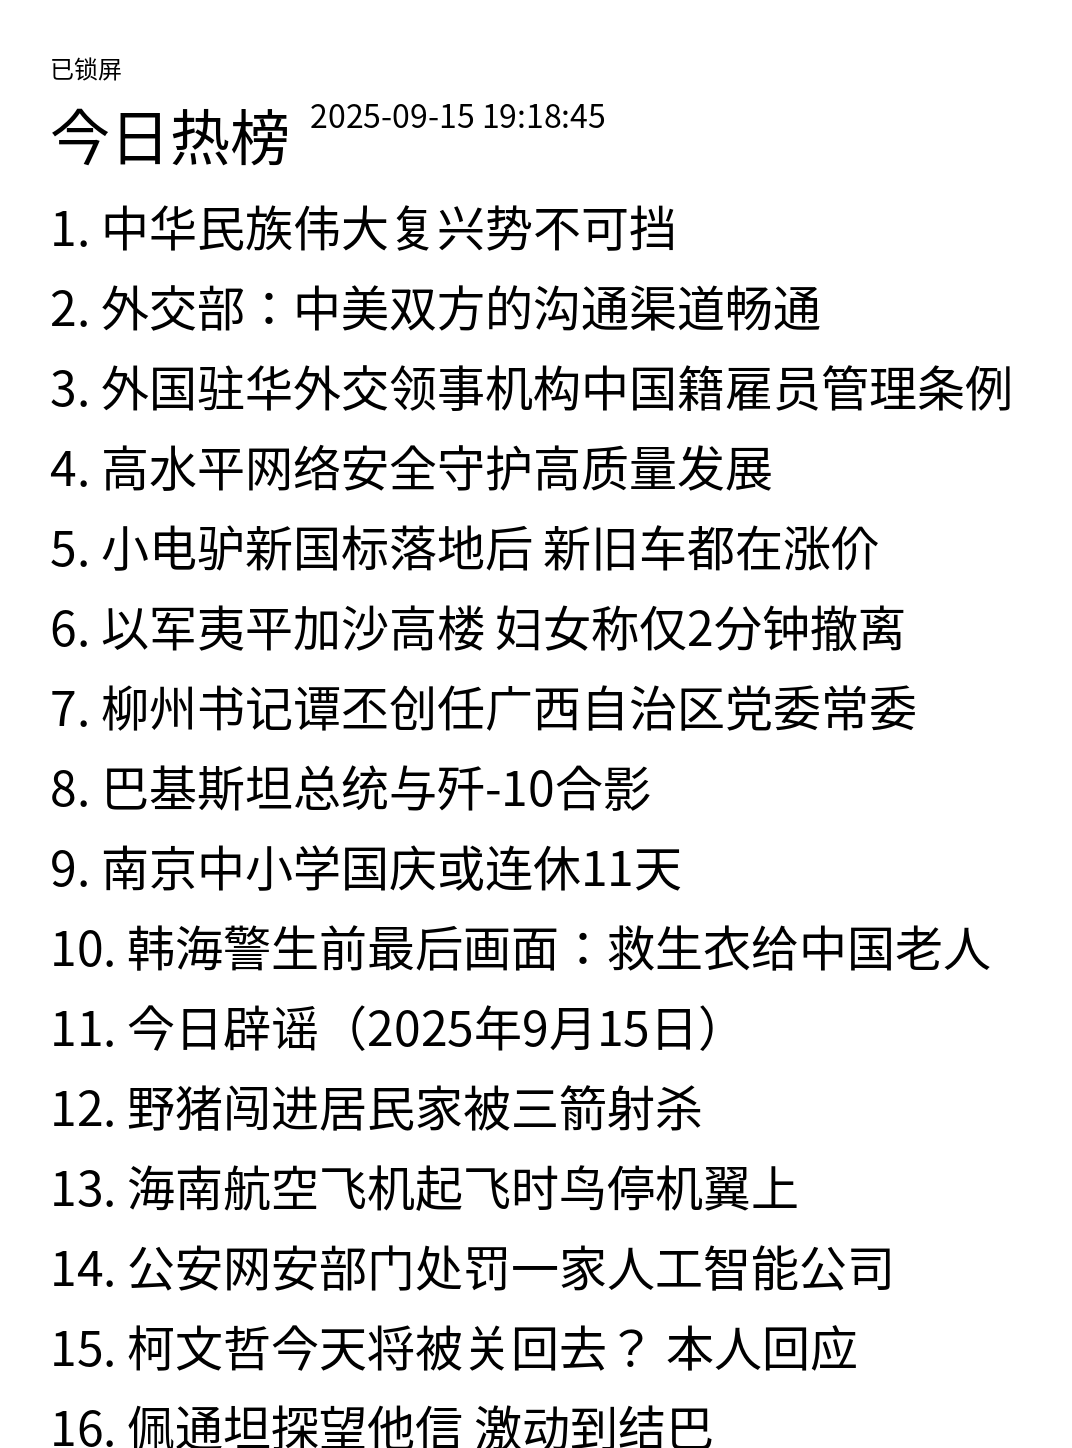 已锁屏
今日热榜 2025-09-15 19:18:45
1. 中华民族伟大复兴势不可挡
2. 外交部：中美双方的沟通渠道畅通
3. 外国驻华外交领事机构中国籍雇员管理条例
4. 高水平网络安全守护高质量发展
5. 小电驴新国标落地后 新旧车都在涨价
6. 以军夷平加沙高楼 妇女称仅2分钟撤离
7. 柳州书记谭丕创任广西自治区党委常委
8. 巴基斯坦总统与歼-10合影
9. 南京中小学国庆或连休11天
10. 韩海警生前最后画面：救生衣给中国老人
11. 今日辟谣（2025年9月15日）
12. 野猪闯进居民家被三箭射杀
13. 海南航空飞机起飞时鸟停机翼上
14. 公安网安部门处罚一家人工智能公司
15. 柯文哲今天将被关回去？ 本人回应
16. 佩通坦探望他信 激动到结巴